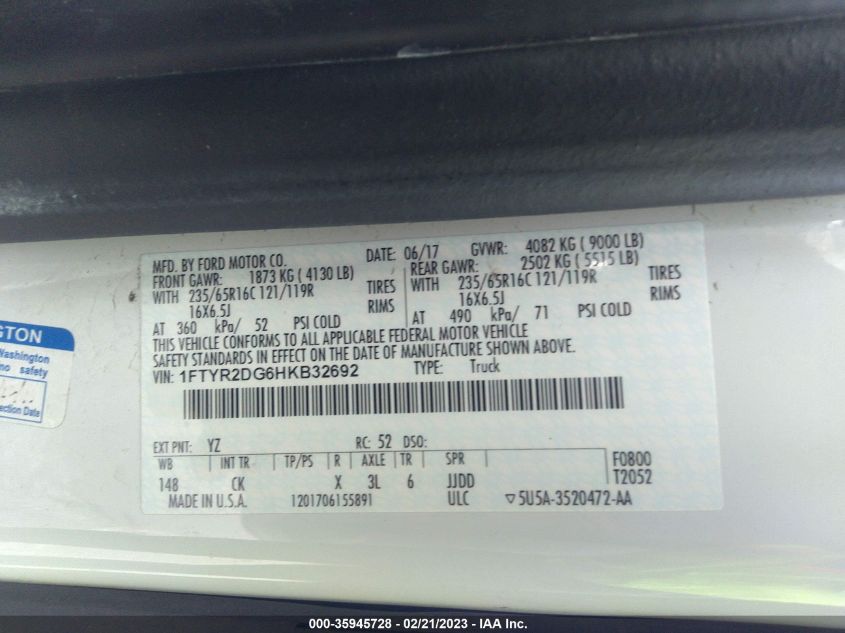 MFD. BY FORD MOTOR CO. DATE: 06/17 GVWR: 4082 KG ( 9000 LB)
FRONT GAWR: 1873 KG ( 4130 LB) REAR GAWR: 2502 KG ( 5515 LB)
WITH 235/65R16C 121/119R TIRES WITH 235/65R16C 121/119R TIRES
16X6.5J RIMS 16X6.5J RIMS
AT 360 kPa/ 52 PSI COLD AT 490 kPa/ 71 PSI COLD
THIS VEHICLE CONFORMS TO ALL APPLICABLE FEDERAL MOTOR VEHICLE
SAFETY STANDARDS IN EFFECT ON THE DATE OF MANUFACTURE SHOWN ABOVE.
VIN: 1FTYR2DG6HKB32692 TYPE: Truck
EXT PNT: YZ RC: 52 DSO:
WB INT TR TP/PS R AXLE TR SPR F0800
148 CK X 3L 6 JJDD T2052
MADE IN U.S.A. 1201706155891 ULC 5U5A-3520472-AA
GTON
Washington
no safety
ection Date
000-35945728 - 02/21/2023 - IAA Inc.